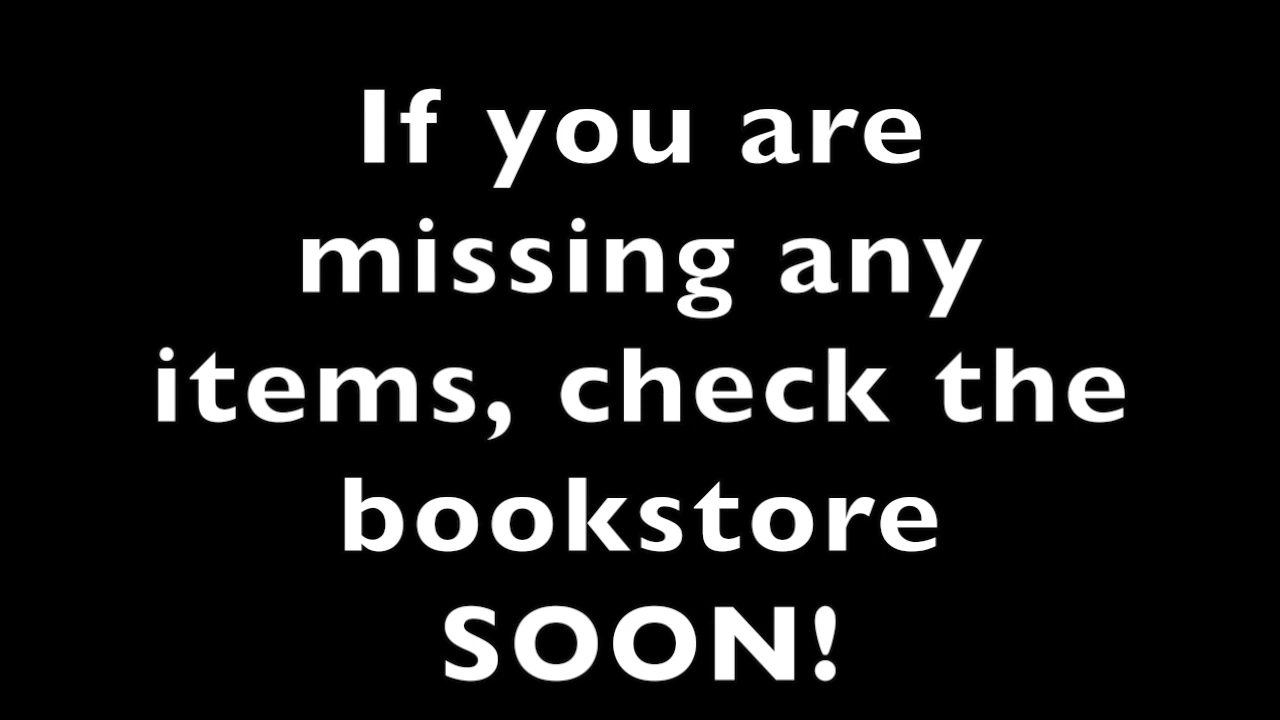 If you are
missing any
items, check the
bookstore
SOON!